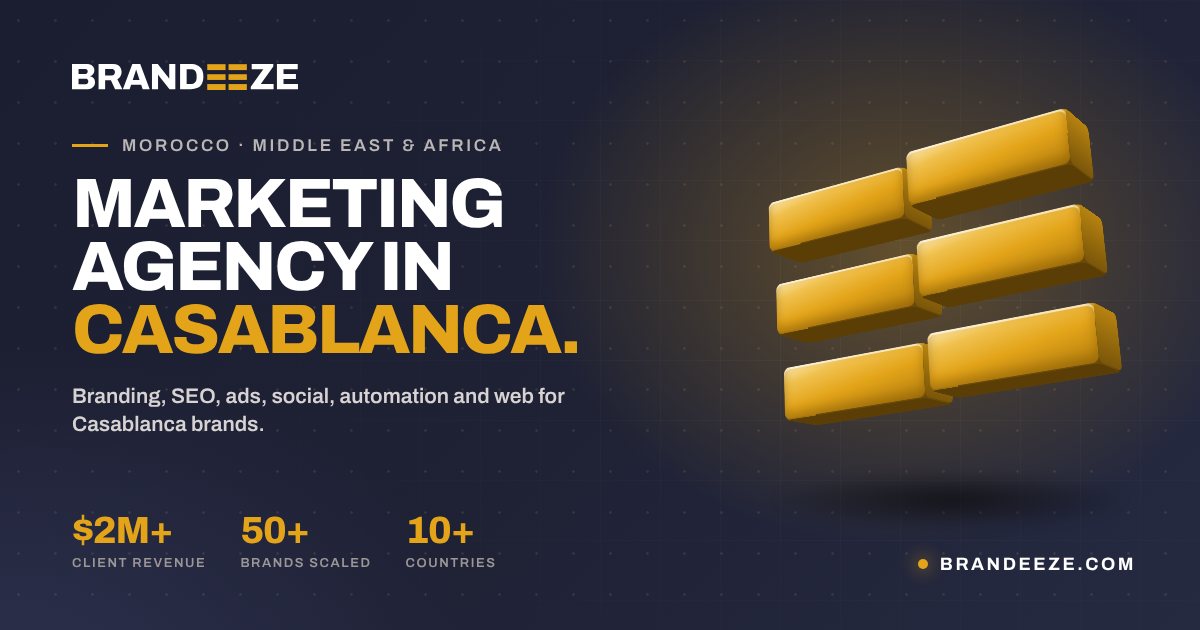 BRANDEEZE
MOROCCO · MIDDLE EAST & AFRICA
MARKETING
AGENCY IN
CASABLANCA.
Branding, SEO, ads, social, automation and web for
Casablanca brands.
$2M+ 50+ 10+
CLIENT REVENUE BRANDS SCALED COUNTRIES
BRANDEEZE.COM